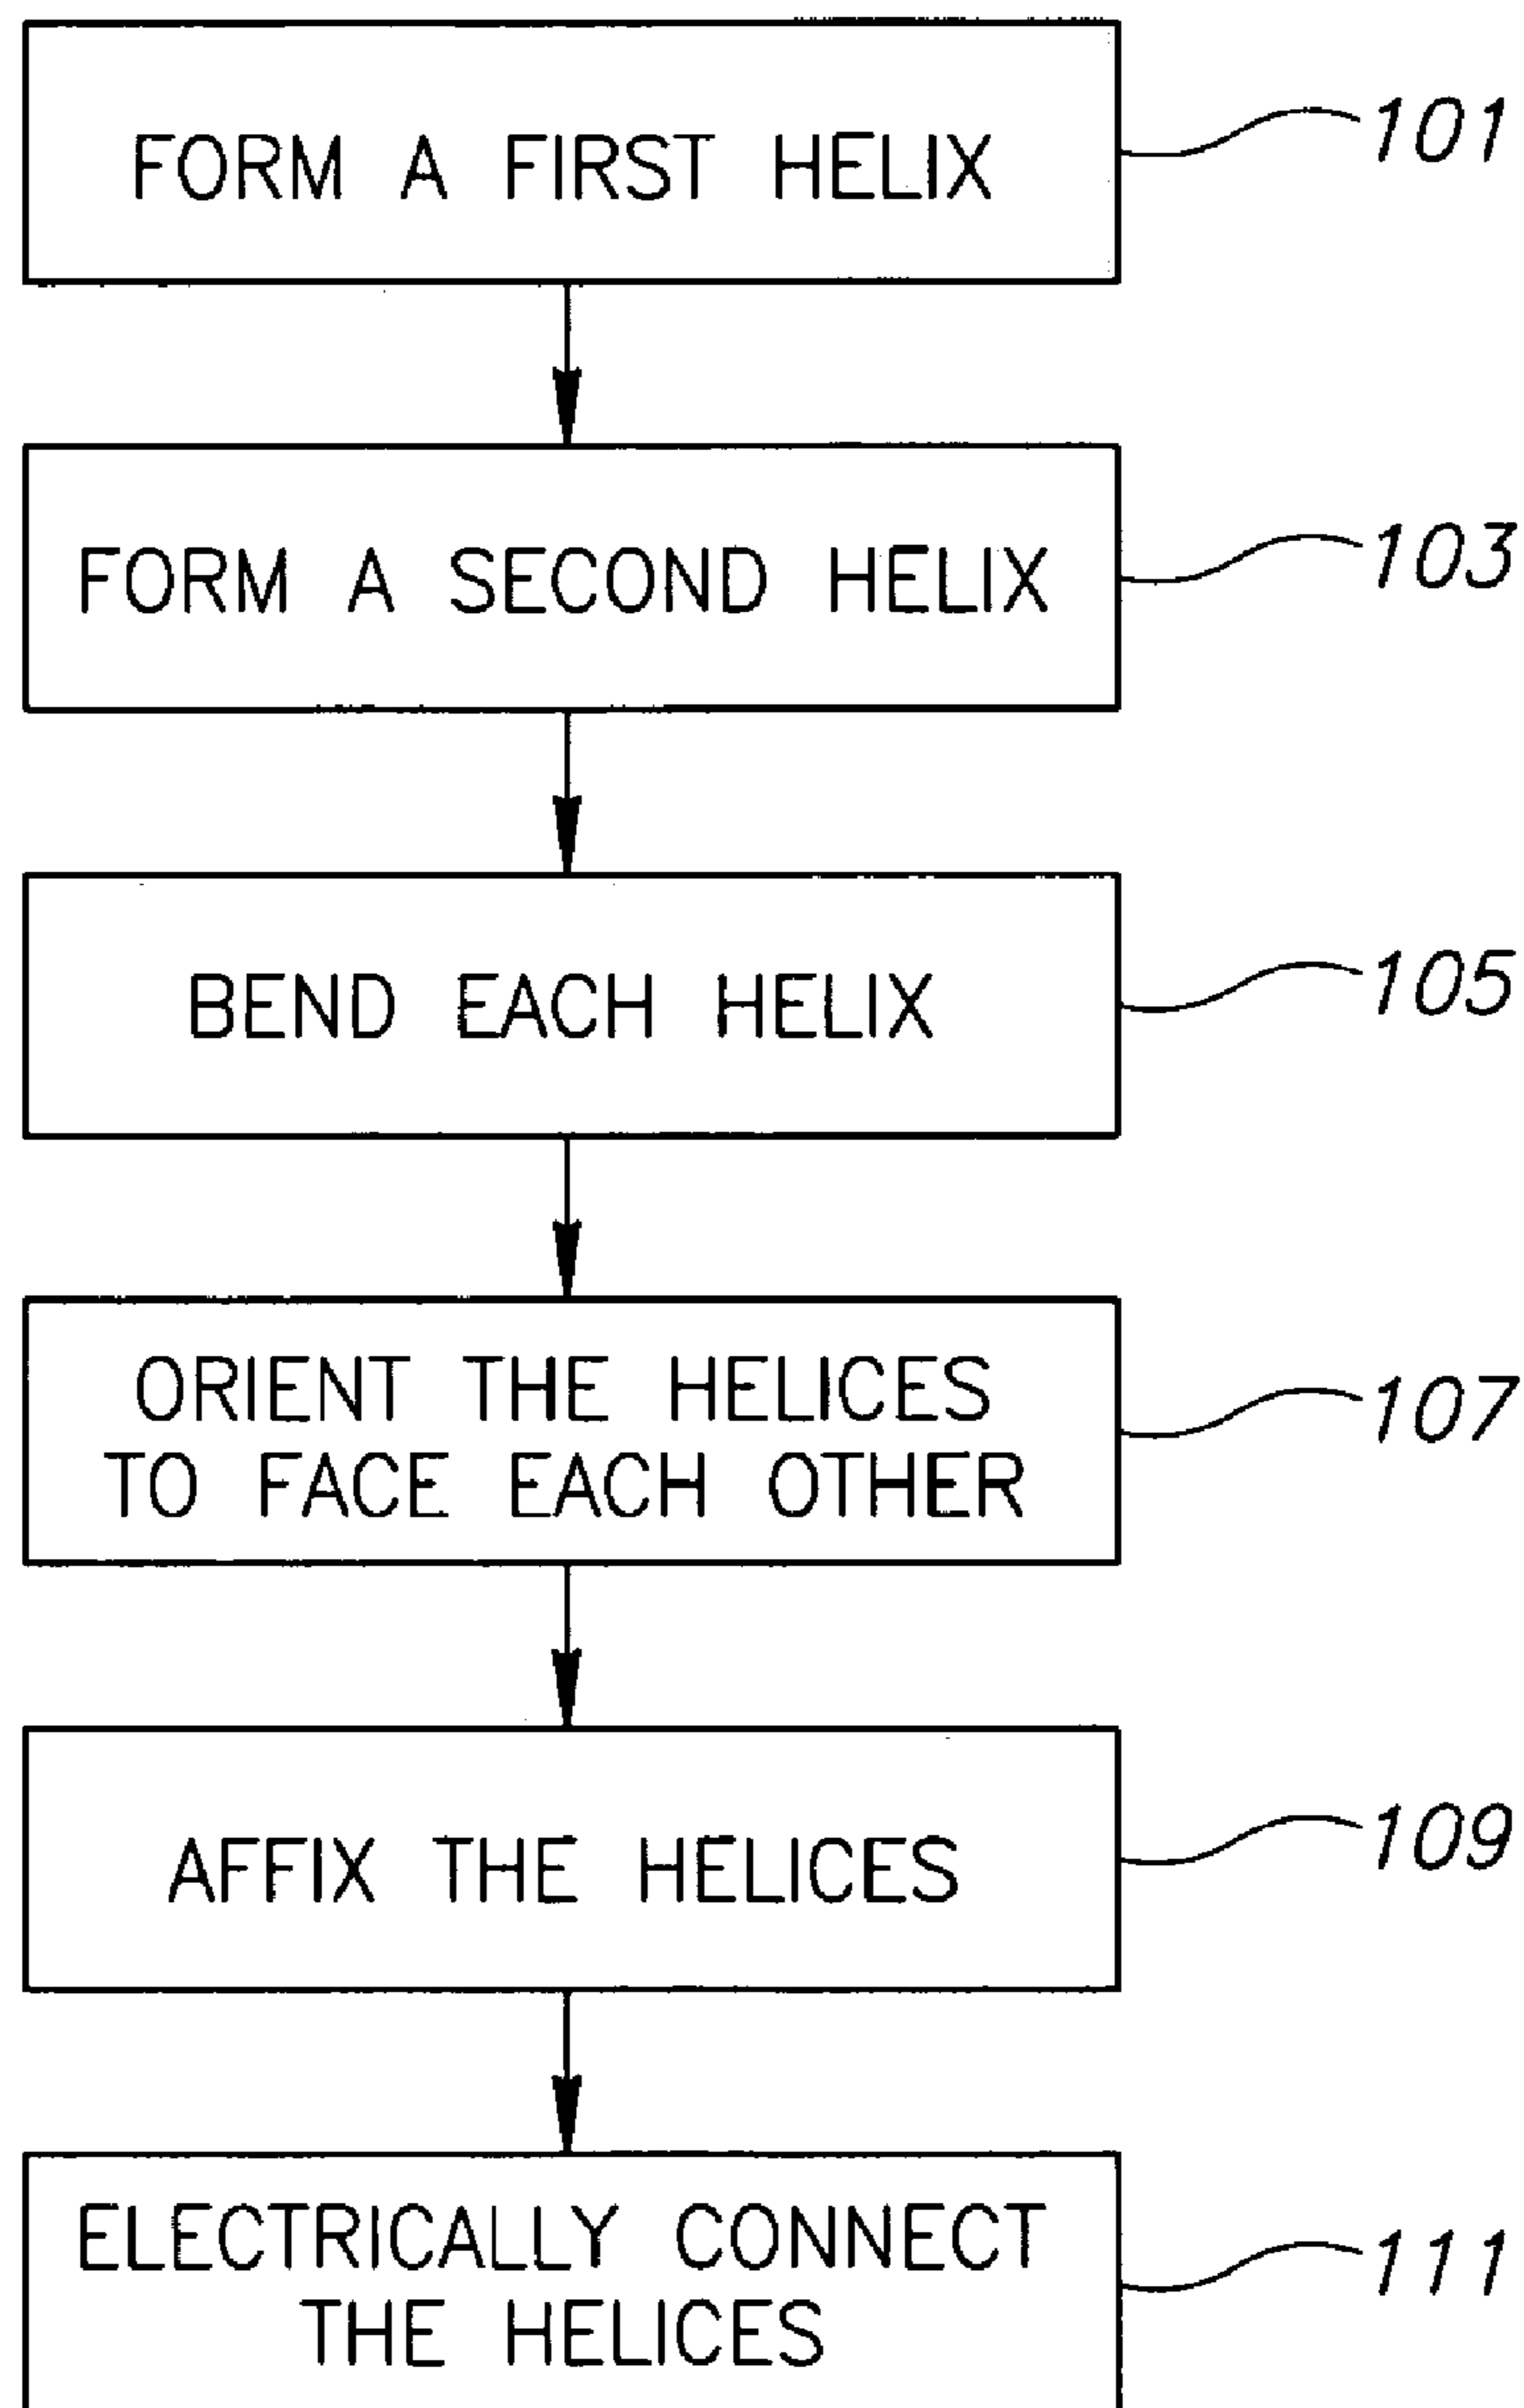 FORM A FIRST HELIX
101
FORM A SECOND HELIX
103
BEND EACH HELIX
105
ORIENT THE HELICES
TO FACE EACH OTHER
107
AFFIX THE HELICES
109
ELECTRICALLY CONNECT
THE HELICES
111